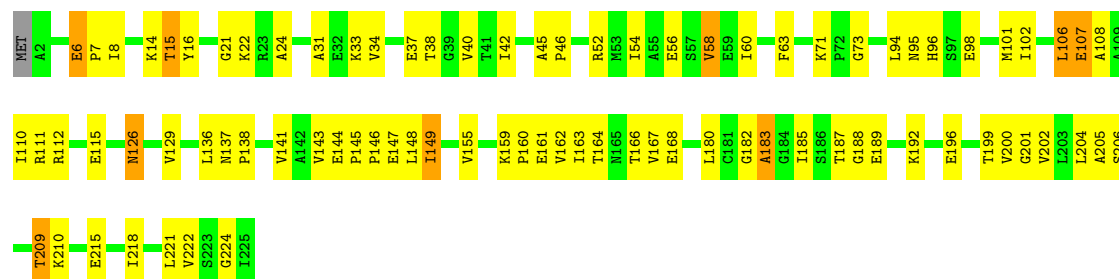 MET A2 E6 P7 I8 K14 T15 Y16 G21 K22 R23 A24 A31 E32 K33 V34 E37 T38 G39 V40 T41 I42 A45 P46 R52 M53 I54 A55 E56 S57 V58 E59 I60 F63 K71 P72 G73 L94 N95 H96 S97 E98 M101 I102 L106 E107 A108 A109
I110 R111 R112 E115 N126 V129 L136 N137 P138 V141 A142 V143 E144 P145 P146 E147 L148 I149 V155 K159 P160 E161 V162 I163 T164 N165 T166 V167 E168 L180 C181 G182 A183 G184 I185 S186 T187 G188 E189 K192 E196 T199 V200 G201 V202 L203 L204 A205 S206
T209 K210 E215 I218 L221 V222 S223 G224 I225